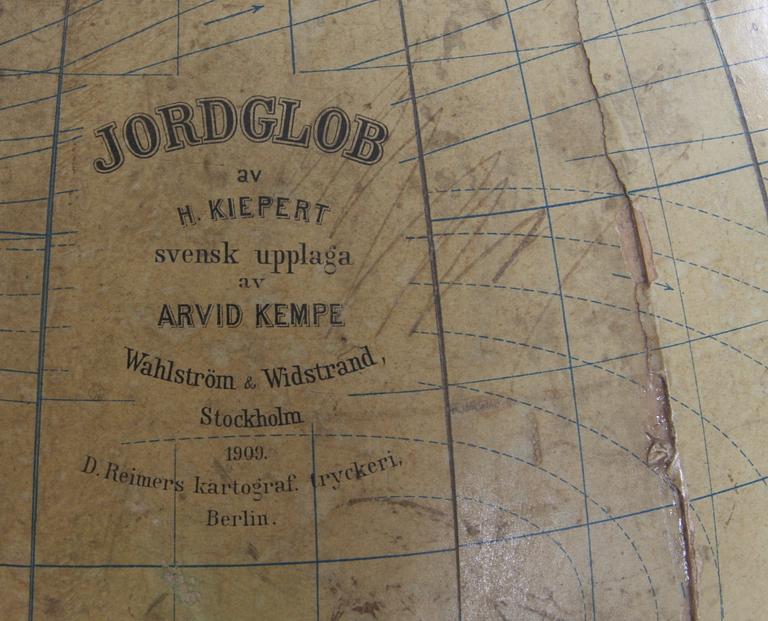 JORDGLOB
av
H. KIEPERT
svensk upplaga
av
ARVID KEMPE
Wahlström & Widstrand,
Stockholm
1909.
D. Reimers kartograf. tryckeri,
Berlin.